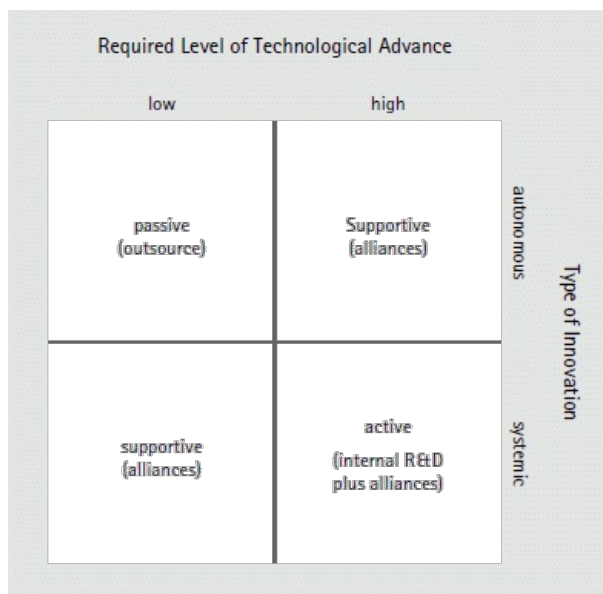 Required Level of Technological Advance
low
high
passive
(outsource)
Supportive
(alliances)
autonomous
Type of Innovation
supportive
(alliances)
active
(internal R&D
plus alliances)
systemic